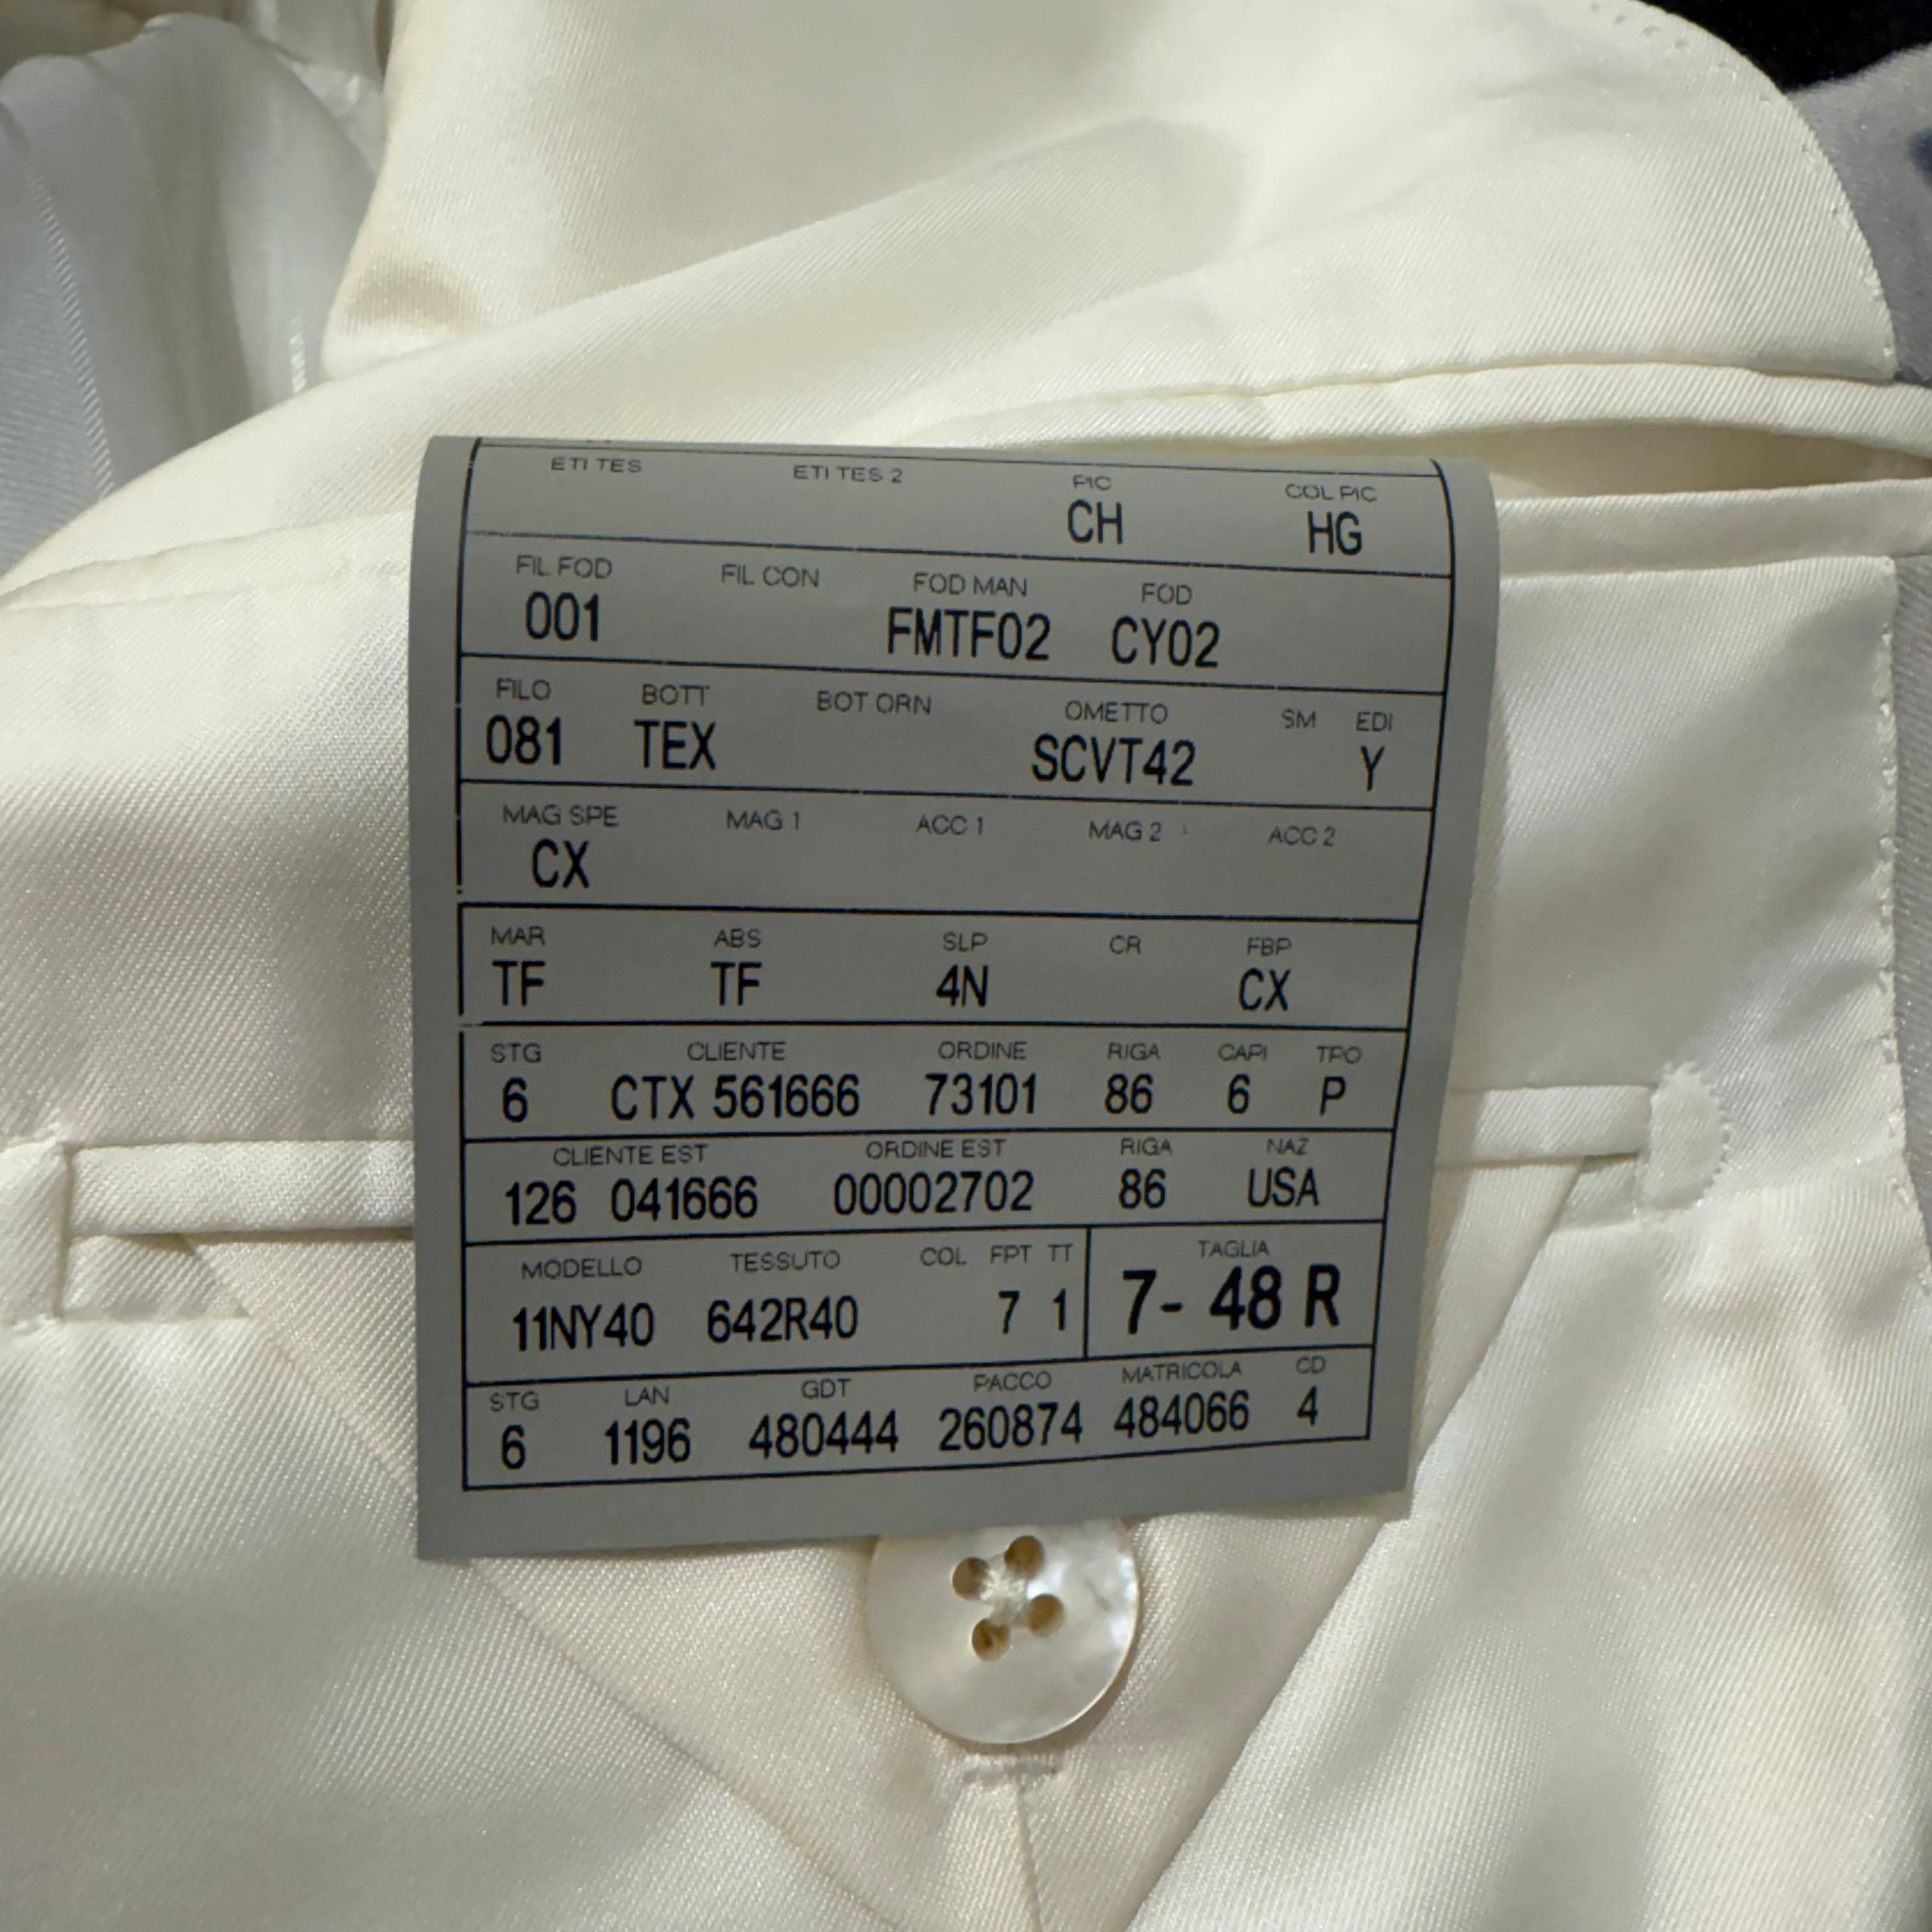 ETI TES ETI TES 2 PIC COL PIC
CH HG
FIL FOD FIL CON FOD MAN FOD
001 FMTF02 CY02
FILO BOTT BOT ORN OMETTO SM EDI
081 TEX SCVT42 Y
MAG SPE MAG 1 ACC 1 MAG 2 ACC 2
CX
MAR ABS SLP CR FBP
TF TF 4N CX
STG CLIENTE ORDINE RIGA CAPI TPO
6 CTX 561666 73101 86 6 P
CLIENTE EST ORDINE EST RIGA NAZ
126 041666 00002702 86 USA
MODELLO TESSUTO COL FPT TT TAGLIA
11NY40 642R40 7 1 7- 48 R
STG LAN GDT PACCO MATRICOLA CD
6 1196 480444 260874 484066 4